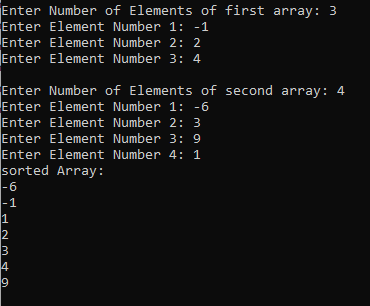 Enter Number of Elements of first array: 3
Enter Element Number 1: -1
Enter Element Number 2: 2
Enter Element Number 3: 4
Enter Number of Elements of second array: 4
Enter Element Number 1: -6
Enter Element Number 2: 3
Enter Element Number 3: 9
Enter Element Number 4: 1
sorted Array:
-6
-1
1
2
3
4
9